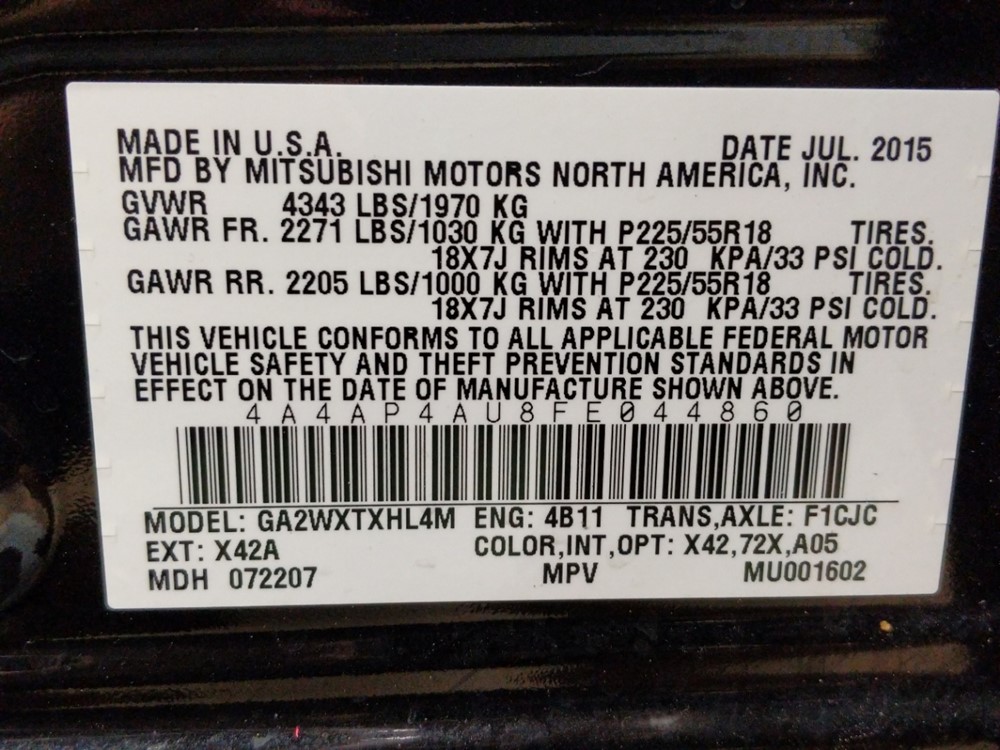 MADE IN U.S.A. DATE JUL. 2015
MFD BY MITSUBISHI MOTORS NORTH AMERICA, INC.
GVWR 4343 LBS/1970 KG
GAWR FR. 2271 LBS/1030 KG WITH P225/55R18 TIRES.
18X7J RIMS AT 230 KPA/33 PSI COLD.
GAWR RR. 2205 LBS/1000 KG WITH P225/55R18 TIRES.
18X7J RIMS AT 230 KPA/33 PSI COLD.
THIS VEHICLE CONFORMS TO ALL APPLICABLE FEDERAL MOTOR
VEHICLE SAFETY AND THEFT PREVENTION STANDARDS IN
EFFECT ON THE DATE OF MANUFACTURE SHOWN ABOVE.
4A4AP4AU8FE044860
MODEL: GA2WXTXHL4M ENG: 4B11 TRANS,AXLE: F1CJC
EXT: X42A COLOR,INT,OPT: X42,72X,A05
MDH 072207 MPV MU001602